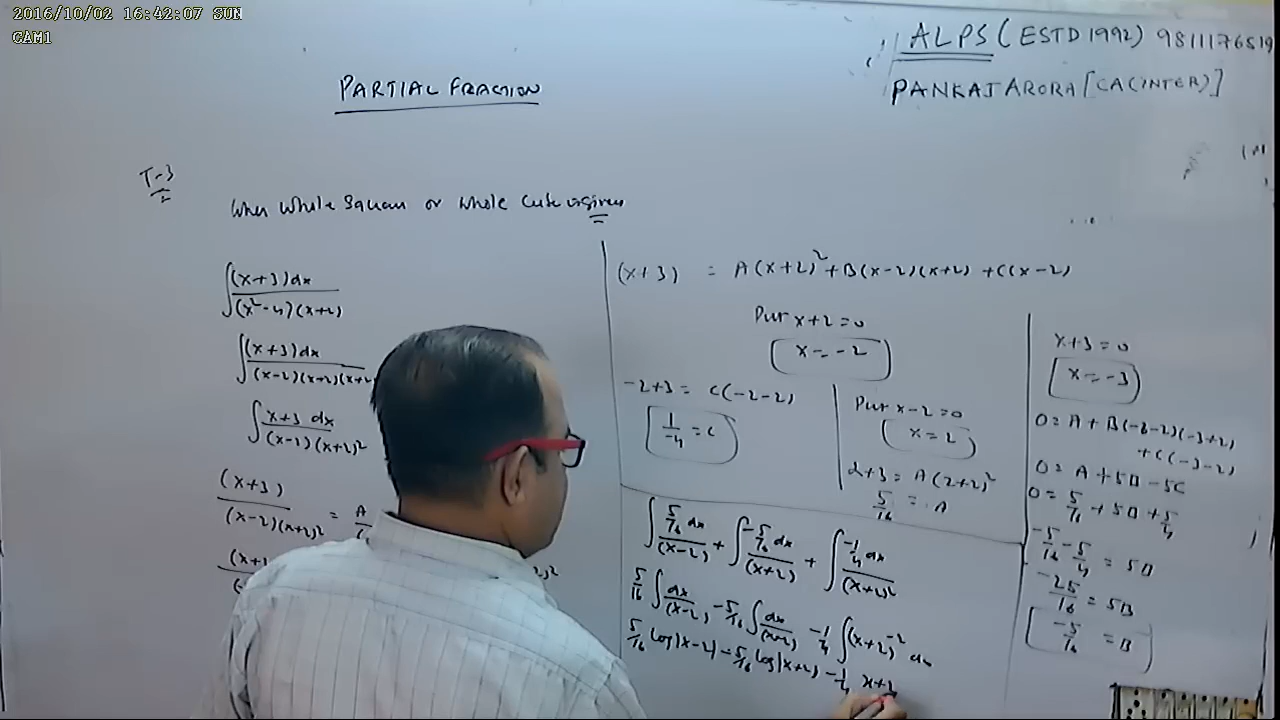 2016/10/02 16:42:07 SUN
CAM1
ALPS (ESTD 1992) 9811176519
PANKAJ ARORA [CA(INTER)]
PARTIAL FRACTION
T-3
When Whole Square or Whole Cube is given
∫(x+3)dx/(x²-4)(x+2)
∫(x+3)dx/(x-2)(x+2)(x+2
∫x+3 dx/(x-2)(x+2)²
(x+3)/(x-2)(x+2)² = A/
(x+3) = A(x+2)²+B(x-2)(x+2)+C(x-2)
Put x+2=0
x=-2
-2+3= C(-2-2)
1/-4=C
Put x-2=0
x=2
2+3= A(2+2)²
5/16 = A
x+3=0
x=-3
0=A+B(-3-2)(-3+2)
+C(-3-2)
0= A+5B-5C
0=5/16+5B+5/4
-5/16-5/4 = 5B
-25/16=5B
-5/16 =B
∫5/16 dx/(x-2) + ∫-5/16 dx/(x+2) + ∫-1/4 dx/(x+2)²
5/16∫dx/(x-2) -5/16∫dx/(x+2) -1/4∫(x+2)⁻² dx
5/16 log|x-2|-5/16 log|x+2| -1/4 x+2